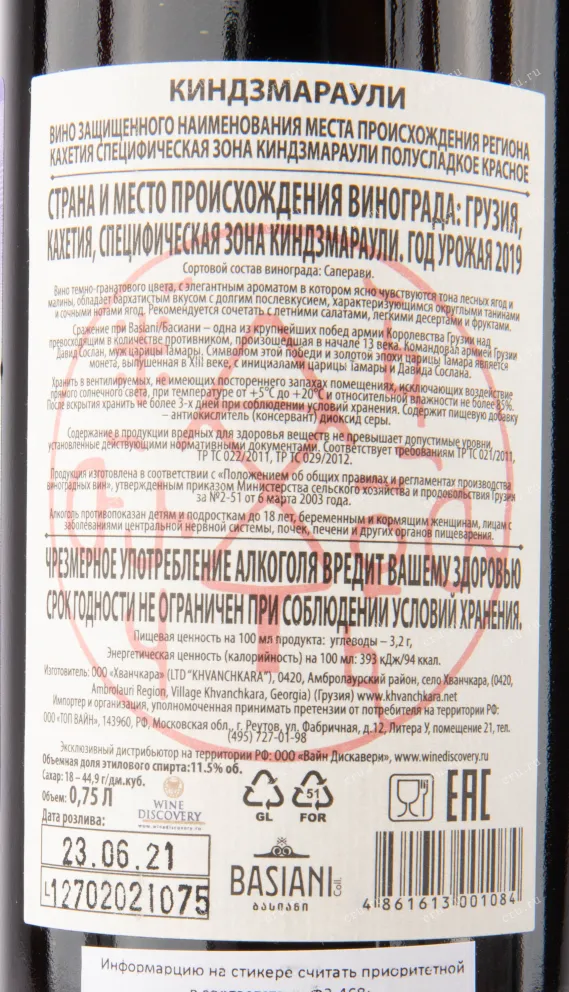 КИНДЗМАРАУЛИ
ВИНО ЗАЩИЩЕННОГО НАИМЕНОВАНИЯ МЕСТА ПРОИСХОЖДЕНИЯ РЕГИОНА
КАХЕТИЯ СПЕЦИФИЧЕСКАЯ ЗОНА КИНДЗМАРАУЛИ ПОЛУСЛАДКОЕ КРАСНОЕ
СТРАНА И МЕСТО ПРОИСХОЖДЕНИЯ ВИНОГРАДА: ГРУЗИЯ,
КАХЕТИЯ, СПЕЦИФИЧЕСКАЯ ЗОНА КИНДЗМАРАУЛИ. ГОД УРОЖАЯ 2019
Сортовой состав винограда: Саперави.
Вино темно-гранатового цвета, с элегантным ароматом в котором ясно чувствуются тона лесных ягод и
малины, обладает бархатистым вкусом с долгим послевкусием, характеризующимся округлыми танинами
и сочными нотами ягод. Рекомендуется сочетать с летними салатами, легкими десертами и фруктами.
Сражение при Basiani/Басиани – одна из крупнейших побед армии Королевства Грузии над
превосходящим в количестве противником, произошедшая в начале 13 века. Командовал армией Грузии
Давид Сослан, муж царицы Тамары. Символом этой победы и золотой эпохи царицы Тамара является
монета, выпущенная в XIII веке, с инициалами царицы Тамары и Давида Сослана.
Хранить в вентилируемых, не имеющих постороннего запахах помещениях, исключающих воздействие
прямого солнечного света, при температуре от +5°С до +20°С и относительной влажности не более 85%.
После вскрытия хранить не более 3-х дней при соблюдении условий хранения. Содержит пищевую добавку
– антиокислитель (консервант) диоксид серы.
Содержание в продукции вредных для здоровья веществ не превышает допустимые уровни,
установленные действующими нормативными документами. Соответствует требованиям ТР ТС 021/2011,
ТР ТС 022/2011, ТР ТС 029/2012.
Продукция изготовлена в соответствии с «Положением об общих правилах и регламентах производства
виноградных вин», утвержденным приказом Министерства сельского хозяйства и продовольствия Грузии
за №2-51 от 6 марта 2003 года.
Алкоголь противопоказан детям и подросткам до 18 лет, беременным и кормящим женщинам, лицам с
заболеваниями центральной нервной системы, почек, печени и других органов пищеварения.
ЧРЕЗМЕРНОЕ УПОТРЕБЛЕНИЕ АЛКОГОЛЯ ВРЕДИТ ВАШЕМУ ЗДОРОВЬЮ
СРОК ГОДНОСТИ НЕ ОГРАНИЧЕН ПРИ СОБЛЮДЕНИИ УСЛОВИЙ ХРАНЕНИЯ.
Пищевая ценность на 100 мл продукта: углеводы – 3,2 г,
Энергетическая ценность (калорийность) на 100 мл: 393 кДж/94 ккал.
Изготовитель: ООО «Хванчкара» (LTD "KHVANCHKARA"), 0420, Амбролаурский район, село Хванчкара, (0420,
Ambrolauri Region, Village Khvanchkara, Georgia) (Грузия) www.khvanchkara.net
Импортер и организация, уполномоченная принимать претензии от потребителя на территории РФ:
ООО «ТОП ВАЙН», 143960, РФ, Московская обл., г. Реутов, ул. Фабричная, д.12, Литера У, помещение 21, тел.
(495) 727-01-98
Эксклюзивный дистрибьютор на территории РФ: ООО «Вайн Дискавери», www.winediscovery.ru
Объемная доля этилового спирта:11.5% об.
Сахар: 18 – 44,9 г/дм.куб.
Объем: 0,75 Л
Дата розлива:
23.06.21
L12702021075
WINE
DISCOVERY
www.winediscovery.ru
GL
51
FOR
BASIANI Coll.
ᲑᲐᲡᲘᲐᲜᲘ
EAC
4 861613 001084
Информацию на стикере считать приоритетной